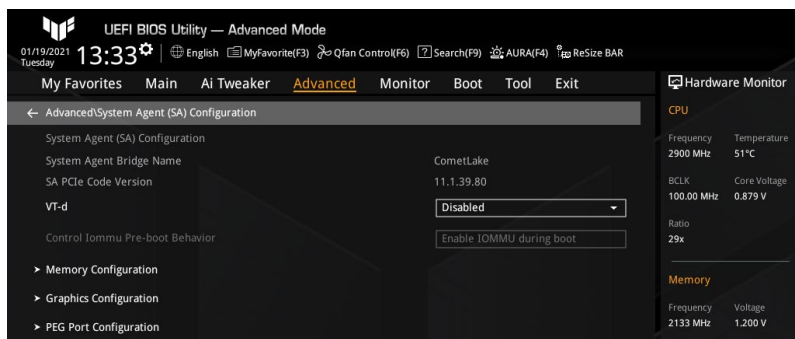 UEFI BIOS Utility — Advanced Mode
01/19/2021 Tuesday 13:33 English MyFavorite(F3) Qfan Control(F6) ? Search(F9) AURA(F4) ReSize BAR
My Favorites Main Ai Tweaker Advanced Monitor Boot Tool Exit
Hardware Monitor
← Advanced\System Agent (SA) Configuration
System Agent (SA) Configuration
System Agent Bridge Name CometLake
SA PCIe Code Version 11.1.39.80
VT-d Disabled
Control Iommu Pre-boot Behavior Enable IOMMU during boot
> Memory Configuration
> Graphics Configuration
> PEG Port Configuration
CPU
Frequency Temperature
2900 MHz 51°C
BCLK Core Voltage
100.00 MHz 0.879 V
Ratio
29x
Memory
Frequency Voltage
2133 MHz 1.200 V